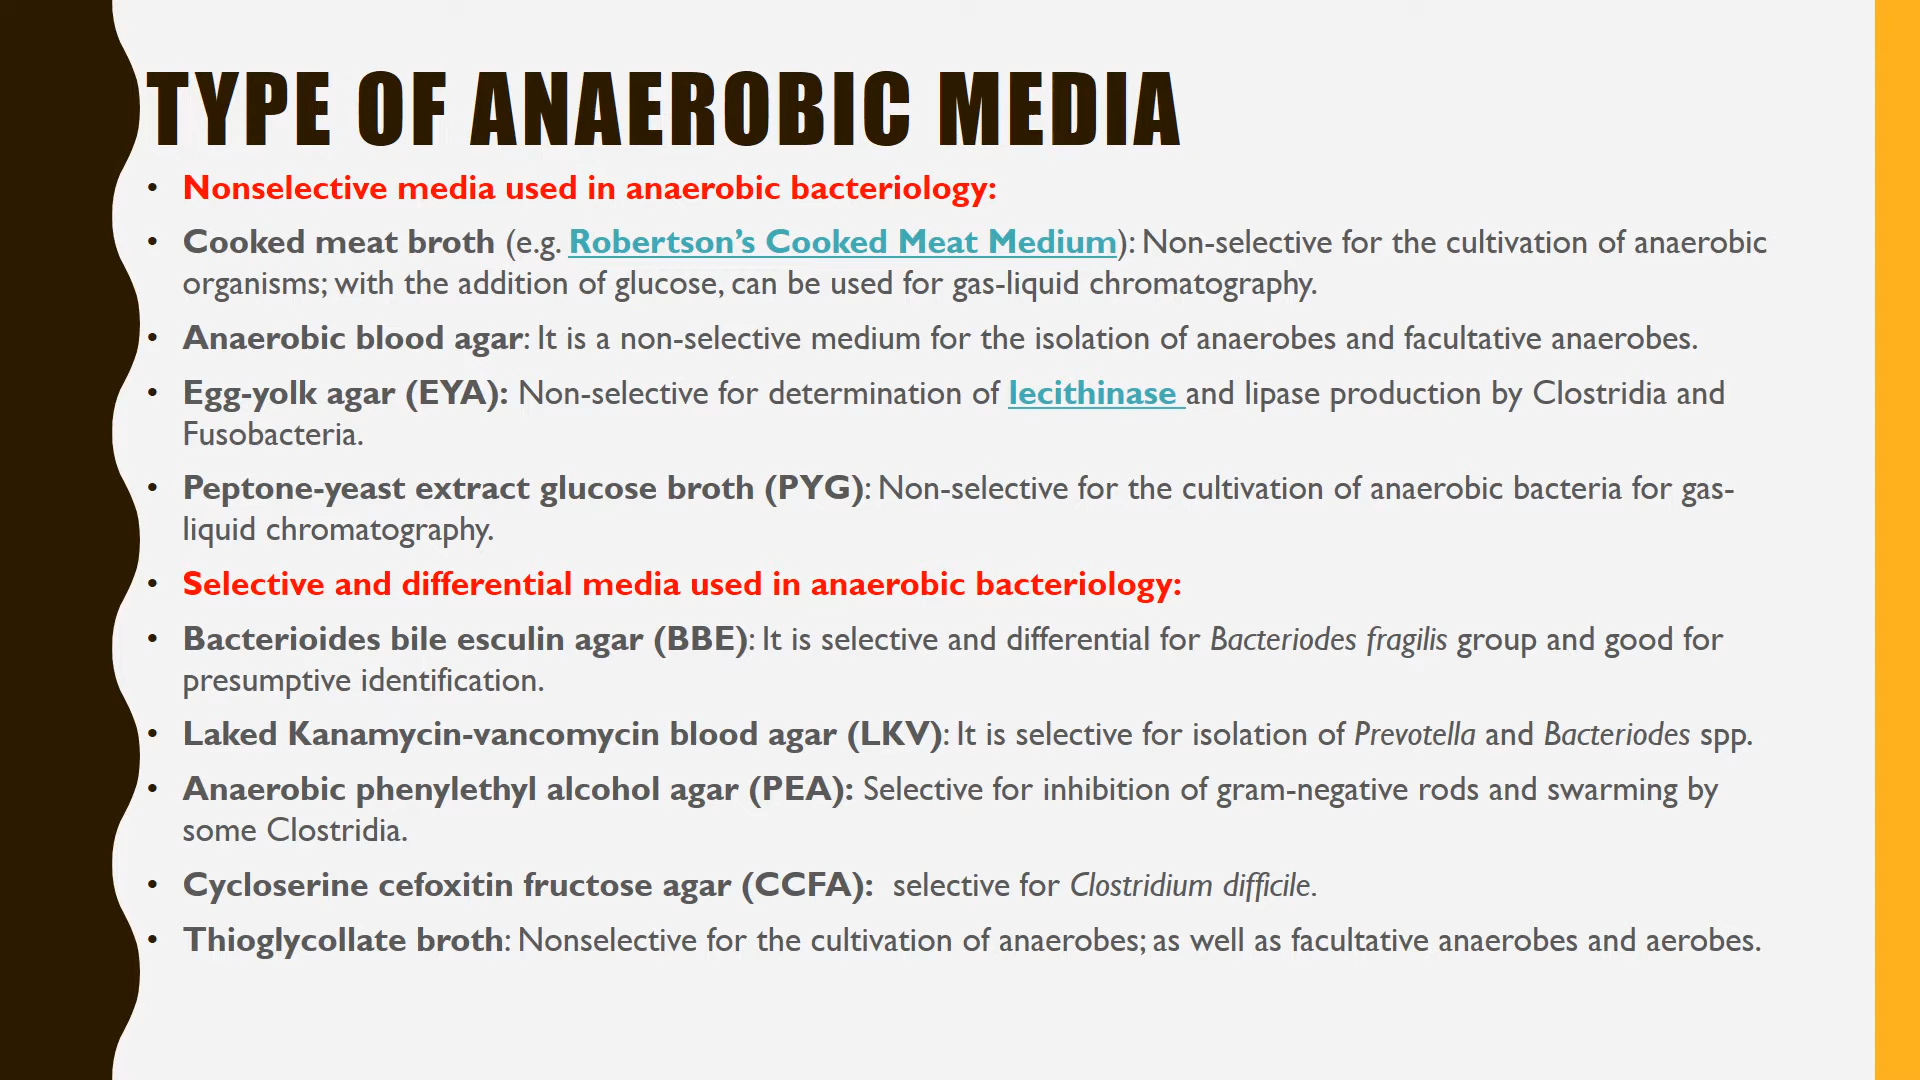 TYPE OF ANAEROBIC MEDIA
• Nonselective media used in anaerobic bacteriology:
• Cooked meat broth (e.g. Robertson’s Cooked Meat Medium): Non-selective for the cultivation of anaerobic
organisms; with the addition of glucose, can be used for gas-liquid chromatography.
• Anaerobic blood agar: It is a non-selective medium for the isolation of anaerobes and facultative anaerobes.
• Egg-yolk agar (EYA): Non-selective for determination of lecithinase and lipase production by Clostridia and
Fusobacteria.
• Peptone-yeast extract glucose broth (PYG): Non-selective for the cultivation of anaerobic bacteria for gas-
liquid chromatography.
• Selective and differential media used in anaerobic bacteriology:
• Bacterioides bile esculin agar (BBE): It is selective and differential for Bacteriodes fragilis group and good for
presumptive identification.
• Laked Kanamycin-vancomycin blood agar (LKV): It is selective for isolation of Prevotella and Bacteriodes spp.
• Anaerobic phenylethyl alcohol agar (PEA): Selective for inhibition of gram-negative rods and swarming by
some Clostridia.
• Cycloserine cefoxitin fructose agar (CCFA):  selective for Clostridium difficile.
• Thioglycollate broth: Nonselective for the cultivation of anaerobes; as well as facultative anaerobes and aerobes.